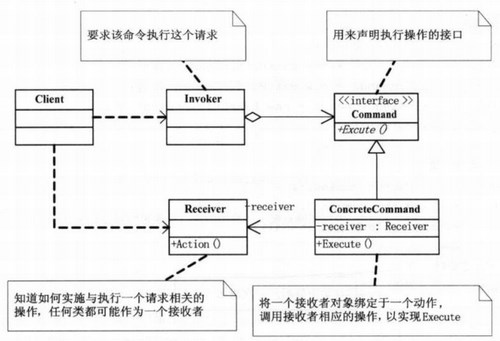 要求该命令执行这个请求
用来声明执行操作的接口
Client
Invoker
<<interface >>
Command
+Excute ()
Receiver
+Action()
-receiver
ConcreteCommand
-receiver : Receiver
+Execute()
知道如何实施与执行一个请求相关的
操作，任何类都可能作为一个接收者
将一个接收者对象绑定于一个动作，
调用接收者相应的操作，以实现Execute